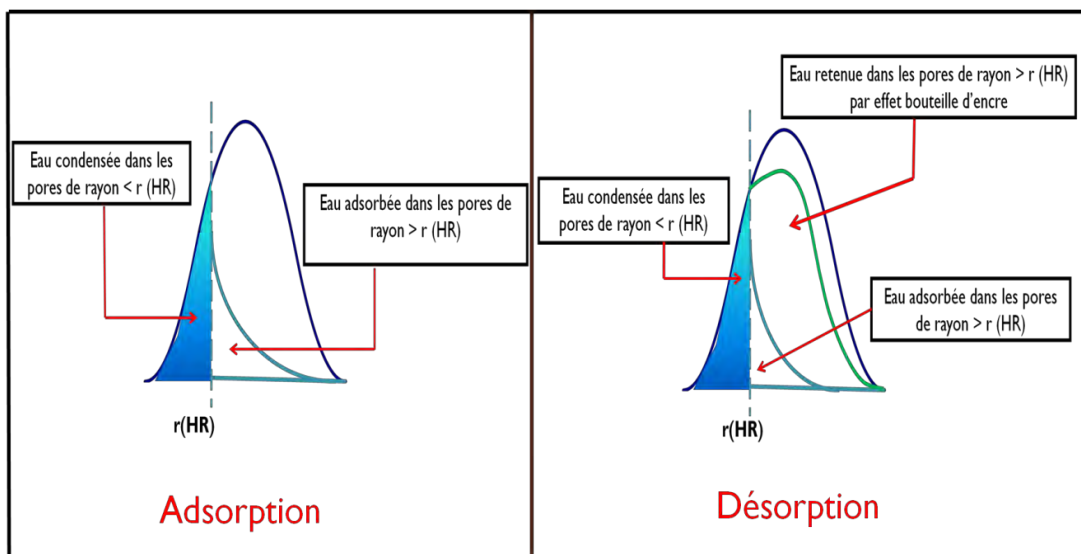 Eau condensée dans les
pores de rayon < r (HR)
Eau adsorbée dans les pores de
rayon > r (HR)
r(HR)
Adsorption
Eau retenue dans les pores de rayon > r (HR)
par effet bouteille d'encre
Eau condensée dans les
pores de rayon < r (HR)
Eau adsorbée dans les pores
de rayon > r (HR)
r(HR)
Désorption